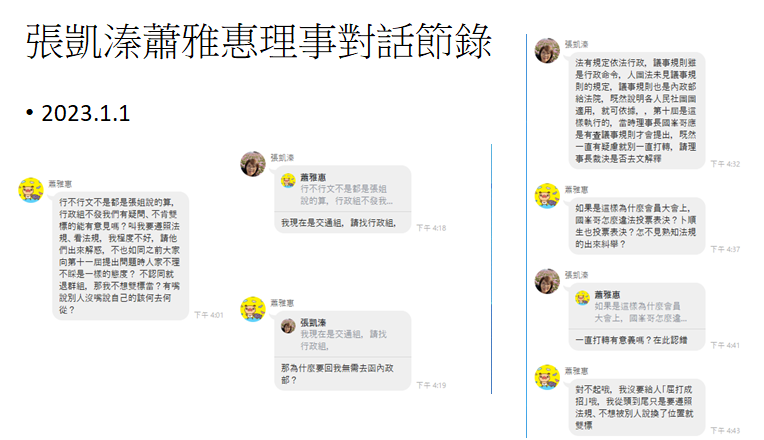 張凱溱蕭雅惠理事對話節錄
• 2023.1.1
蕭雅惠
行不行文不是都是張姐說的算,
行政組不發我們有疑問、不肯雙
標的能有意見嗎？叫我要遵照法
規、看法規，我程度不好，請他
們出來解惑，不也如同之前大家
向第十一屆提出問題時人家不理
不睬是一樣的態度？ 不認同就
退群組，那我不想雙標當？有嘴
說別人沒嘴說自己的該何去何
從？
下午 4:01
張凱溱
蕭雅惠
行不行文不是都是張姐
說的算, 行政組不發我...
我現在是交通組，請找行政組,
下午 4:18
蕭雅惠
張凱溱
我現在是交通組，請找
行政組,
那為什麼要回我無需去函內政
部？
下午 4:19
張凱溱
法有規定依法行政，議事規則雖
是行政命令，人團法未見議事規
則的規定，議事規則也是內政部
給法院，既然說明各人民社團團
適用，就可依據，，第十屆是這
樣執行的，當時理事長國峯哥應
是有查議事規則才會提出，既然
一直有疑慮就別一直打轉，請理
事長裁決是否去文解釋
下午 4:32
蕭雅惠
如果是這樣為什麼會員大會上，
國峯哥怎麼違法投票表決？卜順
生也投票表決？怎不見熟知法規
的出來糾舉？
下午 4:37
張凱溱
蕭雅惠
如果是這樣為什麼會員
大會上，國峯哥怎麼違...
一直打轉有意義嗎？在此認錯
下午 4:41
蕭雅惠
對不起哦，我沒要給人「屈打成
招」哦，我從頭到尾只是要遵照
法規、不想被別人說換了位置就
雙標
下午 4:43